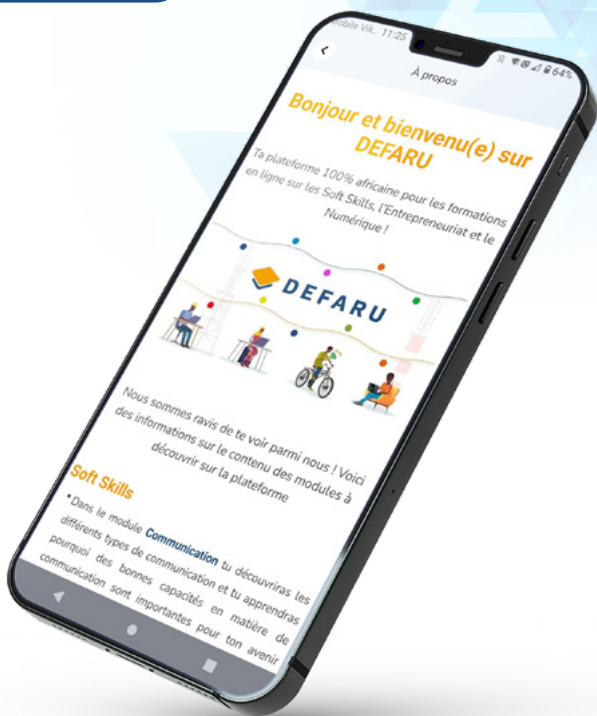 Mobile Vik.. 11:25
64%
À propos
Bonjour et bienvenu(e) sur
DEFARU
Ta plateforme 100% africaine pour les formations
en ligne sur les Soft Skills, l'Entrepreneuriat et le
Numérique !
DEFARU
Nous sommes ravis de te voir parmi nous ! Voici
des informations sur le contenu des modules à
découvrir sur la plateforme
Soft Skills
* Dans le module Communication tu découvriras les
différents types de communication et tu apprendras
pourquoi des bonnes capacités en matière de
communication sont importantes pour ton avenir